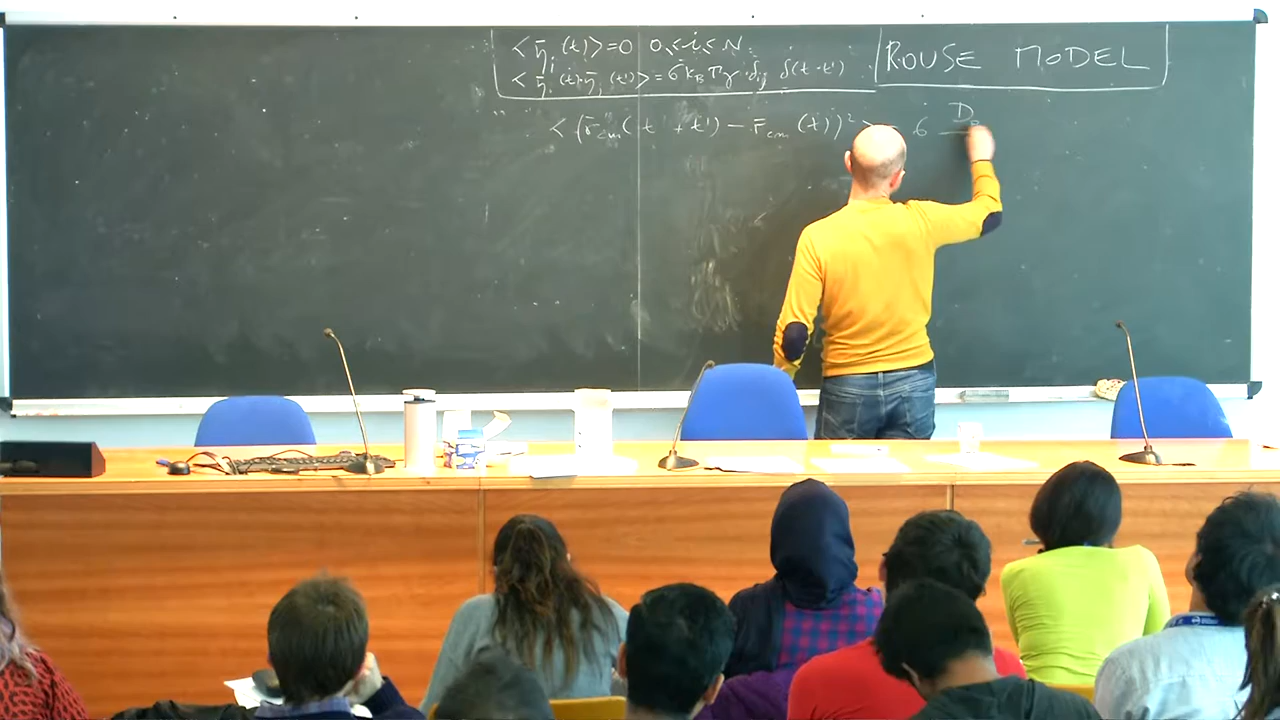 < η̄ᵢ(t) > = 0 0 ≤ i ≤ N
< η̄ᵢ(t)·η̄ⱼ(t') > = 6 k_B T γ δᵢⱼ δ(t-t')
ROUSE MODEL
< (r̄_cm(t'+t') - r̄_cm(t))² > 6 D